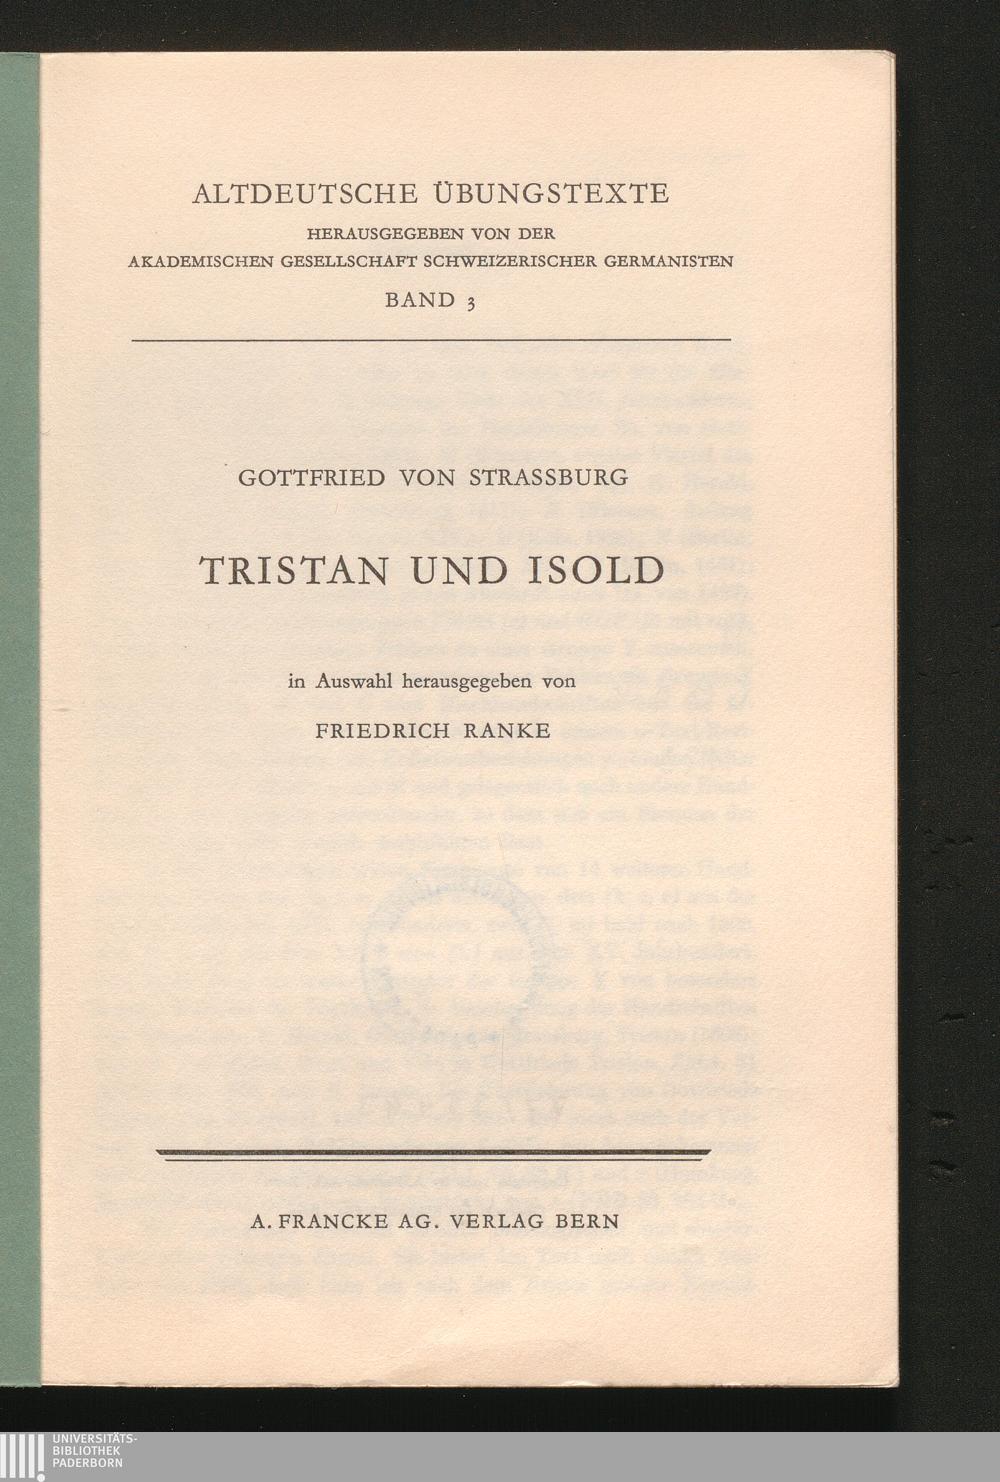 ALTDEUTSCHE ÜBUNGSTEXTE
HERAUSGEGEBEN VON DER
AKADEMISCHEN GESELLSCHAFT SCHWEIZERISCHER GERMANISTEN
BAND 3
GOTTFRIED VON STRASSBURG
TRISTAN UND ISOLD
in Auswahl herausgegeben von
FRIEDRICH RANKE
A. FRANCKE AG. VERLAG BERN
UNIVERSITÄTS-
BIBLIOTHEK
PADERBORN